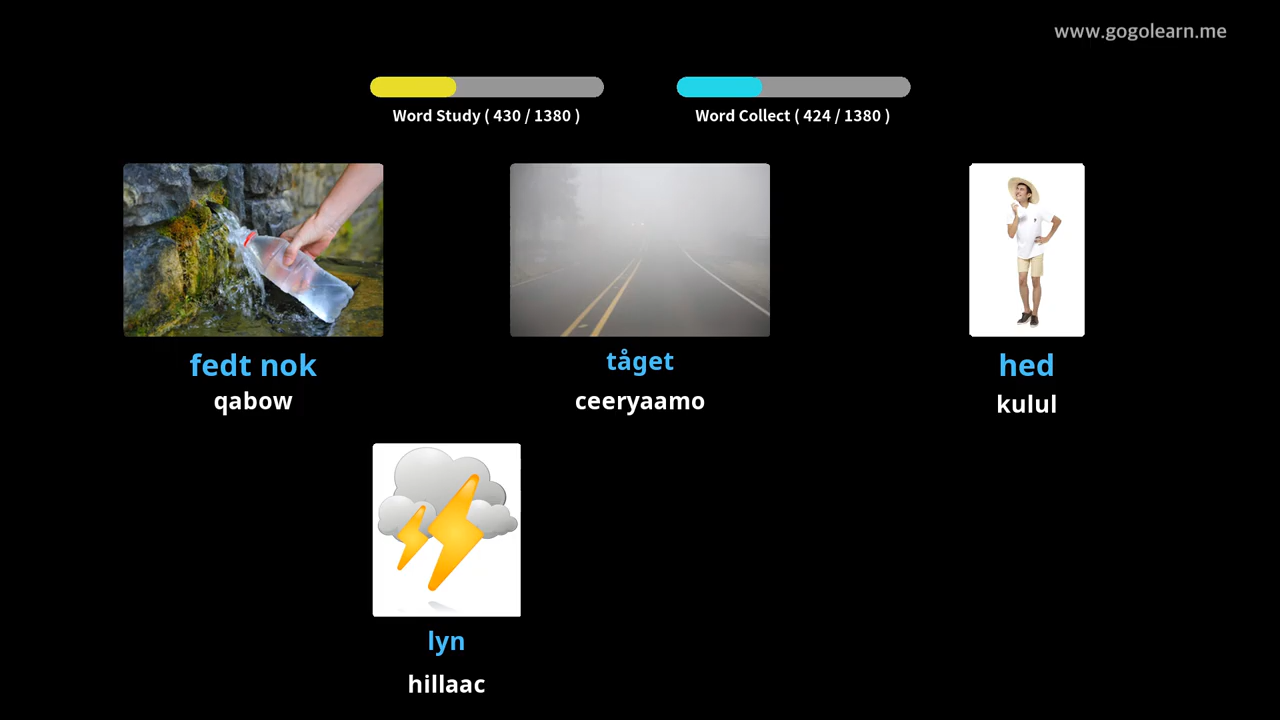 www.gogolearn.me
Word Study ( 430 / 1380 )
Word Collect ( 424 / 1380 )
fedt nok
qabow
tåget
ceeryaamo
hed
kulul
lyn
hillaac